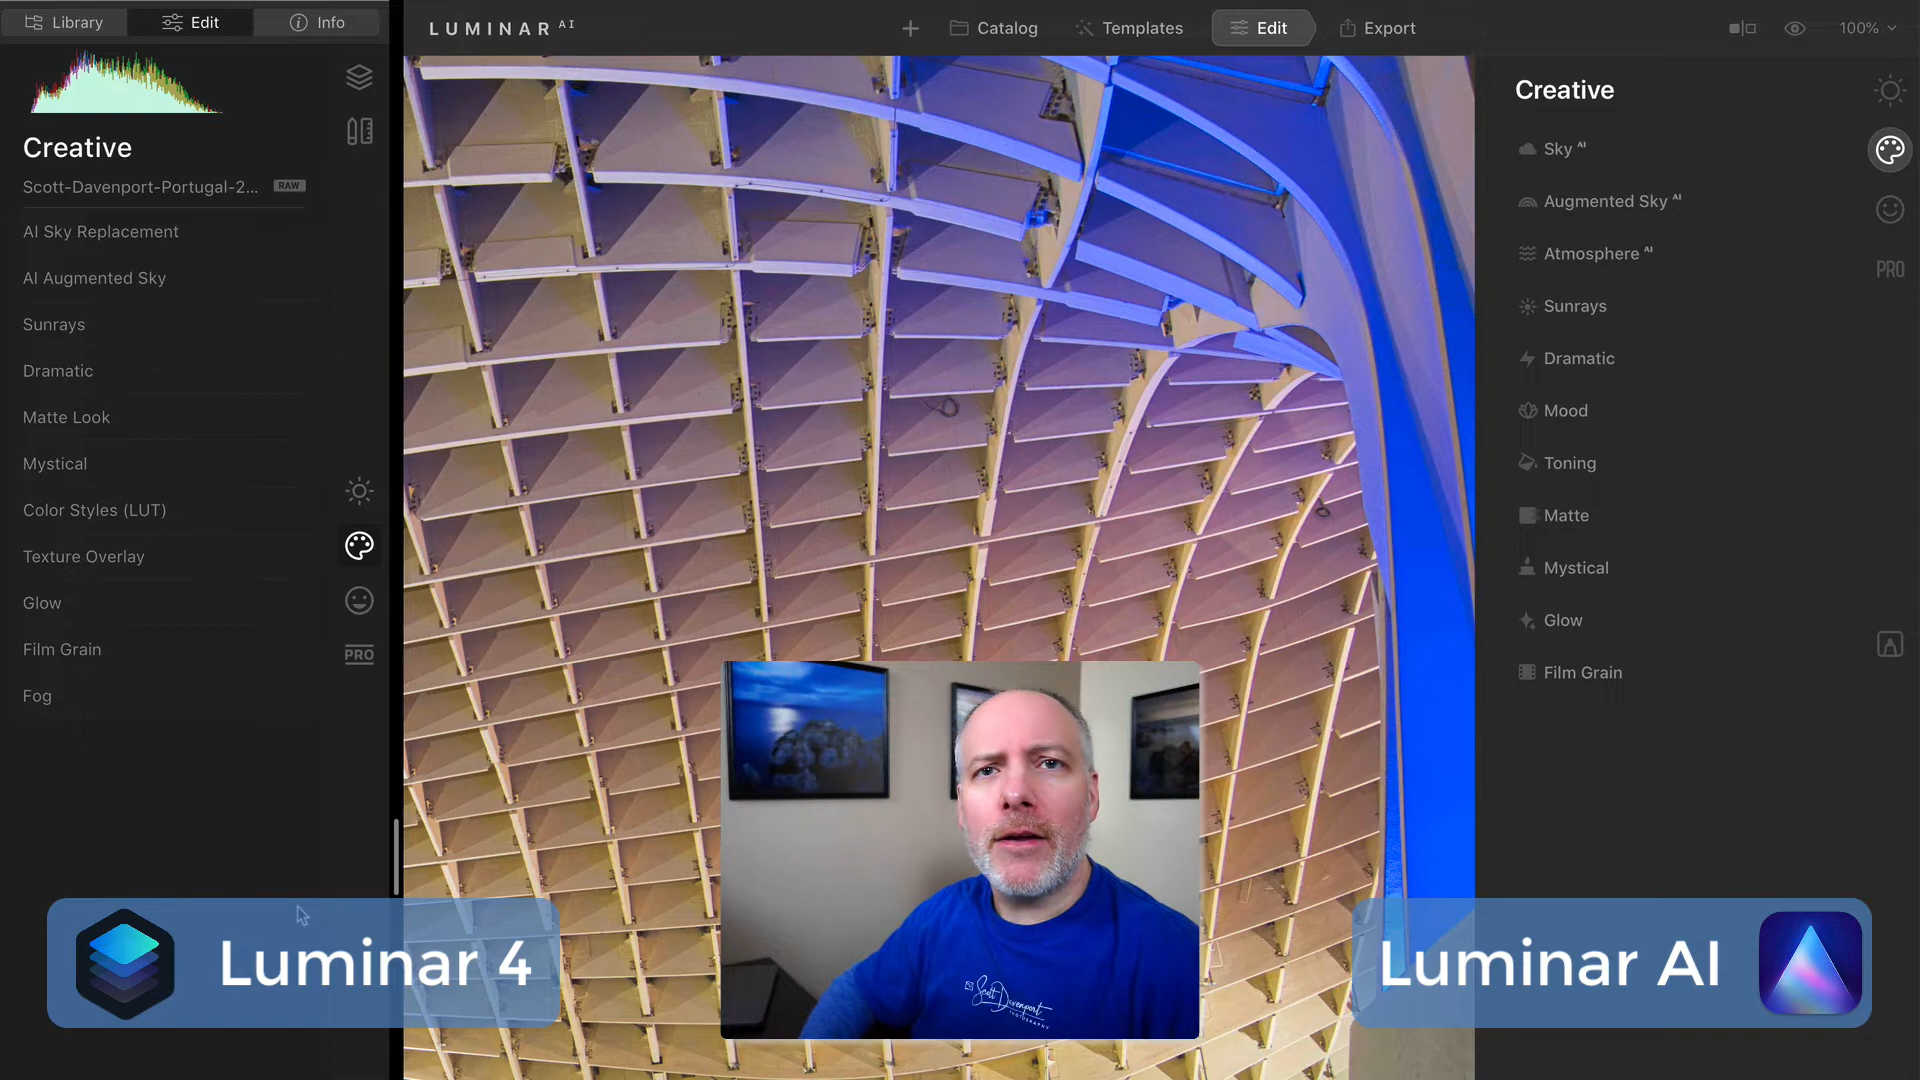 Library
Edit
Info
LUMINAR AI
Catalog
Templates
Edit
Export
100%
Creative
Scott-Davenport-Portugal-2...
RAW
AI Sky Replacement
AI Augmented Sky
Sunrays
Dramatic
Matte Look
Mystical
Color Styles (LUT)
Texture Overlay
Glow
Film Grain
Fog
PRO
Creative
Sky AI
Augmented Sky AI
Atmosphere AI
Sunrays
Dramatic
Mood
Toning
Matte
Mystical
Glow
Film Grain
PRO
Scott Davenport
PHOTOGRAPHY
Luminar 4
Luminar AI